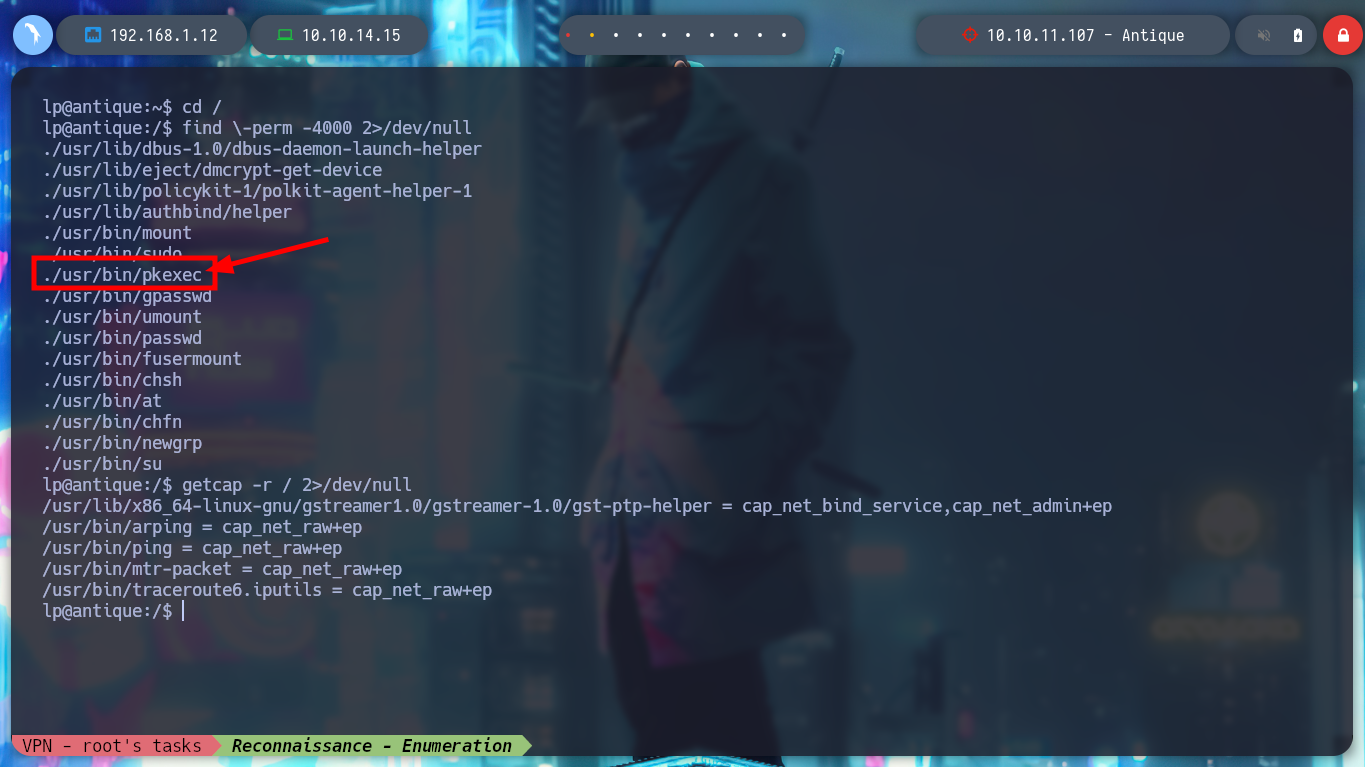 192.168.1.12 10.10.14.15 10.10.11.107 - Antique
lp@antique:~$ cd /
lp@antique:/$ find \-perm -4000 2>/dev/null
./usr/lib/dbus-1.0/dbus-daemon-launch-helper
./usr/lib/eject/dmcrypt-get-device
./usr/lib/policykit-1/polkit-agent-helper-1
./usr/lib/authbind/helper
./usr/bin/mount
./usr/bin/sudo
./usr/bin/pkexec
./usr/bin/gpasswd
./usr/bin/umount
./usr/bin/passwd
./usr/bin/fusermount
./usr/bin/chsh
./usr/bin/at
./usr/bin/chfn
./usr/bin/newgrp
./usr/bin/su
lp@antique:/$ getcap -r / 2>/dev/null
/usr/lib/x86_64-linux-gnu/gstreamer1.0/gstreamer-1.0/gst-ptp-helper = cap_net_bind_service,cap_net_admin+ep
/usr/bin/arping = cap_net_raw+ep
/usr/bin/ping = cap_net_raw+ep
/usr/bin/mtr-packet = cap_net_raw+ep
/usr/bin/traceroute6.iputils = cap_net_raw+ep
lp@antique:/$
VPN - root's tasks Reconnaissance - Enumeration